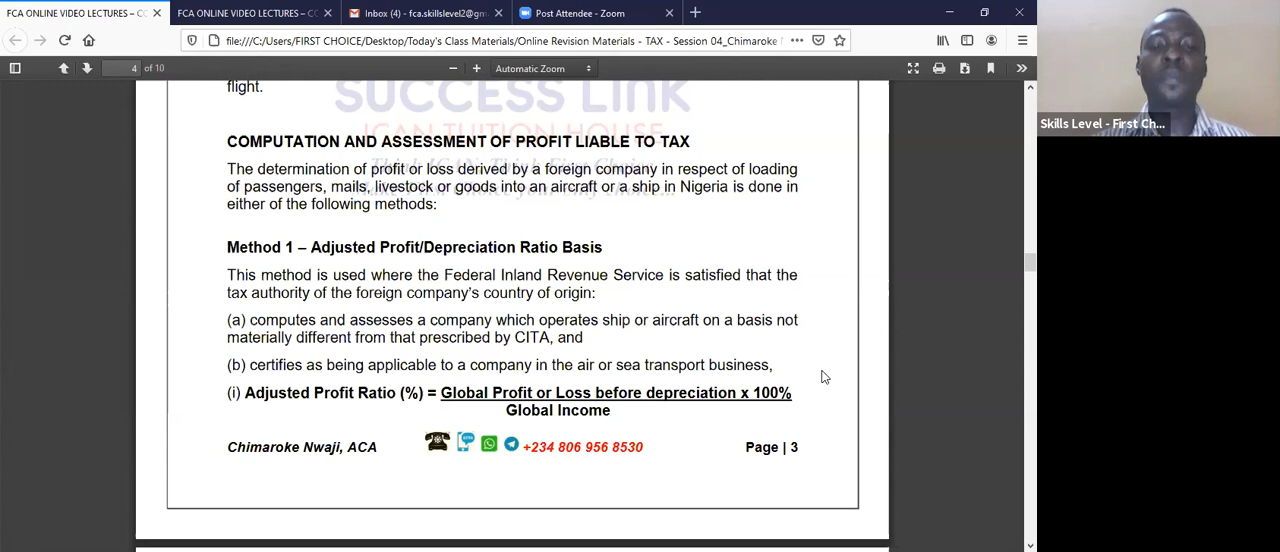 FCA ONLINE VIDEO LECTURES – CC
FCA ONLINE VIDEO LECTURES – CC
Inbox (4) - fca.skillslevel2@gm
Post Attendee - Zoom
file:///C:/Users/FIRST CHOICE/Desktop/Today's Class Materials/Online Revision Materials - TAX - Session 04_Chimaroke
4 of 10
Automatic Zoom
flight.
SUCCESS LINK
ICAN TUITION HOUSE
COMPUTATION AND ASSESSMENT OF PROFIT LIABLE TO TAX
The determination of profit or loss derived by a foreign company in respect of loading
of passengers, mails, livestock or goods into an aircraft or a ship in Nigeria is done in
either of the following methods:
Method 1 – Adjusted Profit/Depreciation Ratio Basis
This method is used where the Federal Inland Revenue Service is satisfied that the
tax authority of the foreign company's country of origin:
(a) computes and assesses a company which operates ship or aircraft on a basis not
materially different from that prescribed by CITA, and
(b) certifies as being applicable to a company in the air or sea transport business,
(i) Adjusted Profit Ratio (%) = Global Profit or Loss before depreciation x 100%
Global Income
Chimaroke Nwaji, ACA
+234 806 956 8530
Page | 3
Skills Level - First Ch...